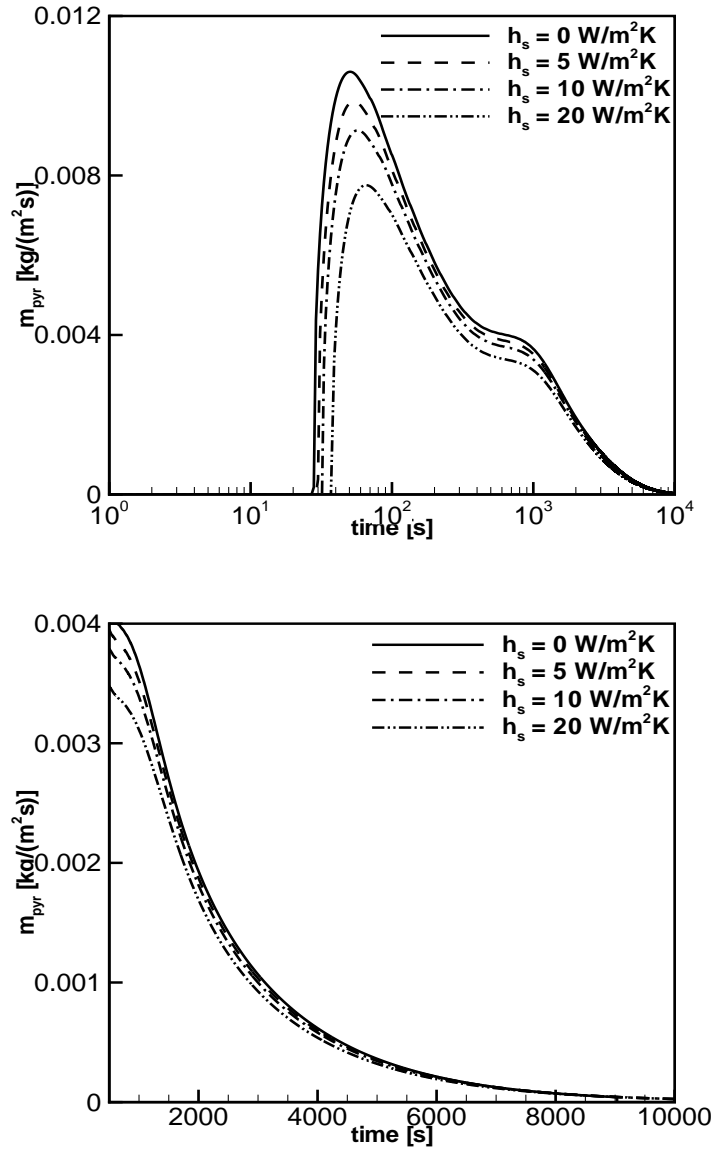 0.012
h_s = 0 W/m²K
h_s = 5 W/m²K
h_s = 10 W/m²K
h_s = 20 W/m²K
0.008
m_pyr [kg/(m²s)]
0.004
0
10⁰ 10¹ 10² 10³ 10⁴
time [s]
0.004
h_s = 0 W/m²K
h_s = 5 W/m²K
h_s = 10 W/m²K
h_s = 20 W/m²K
0.003
m_pyr [kg/(m²s)]
0.002
0.001
0
2000 4000 6000 8000 10000
time [s]